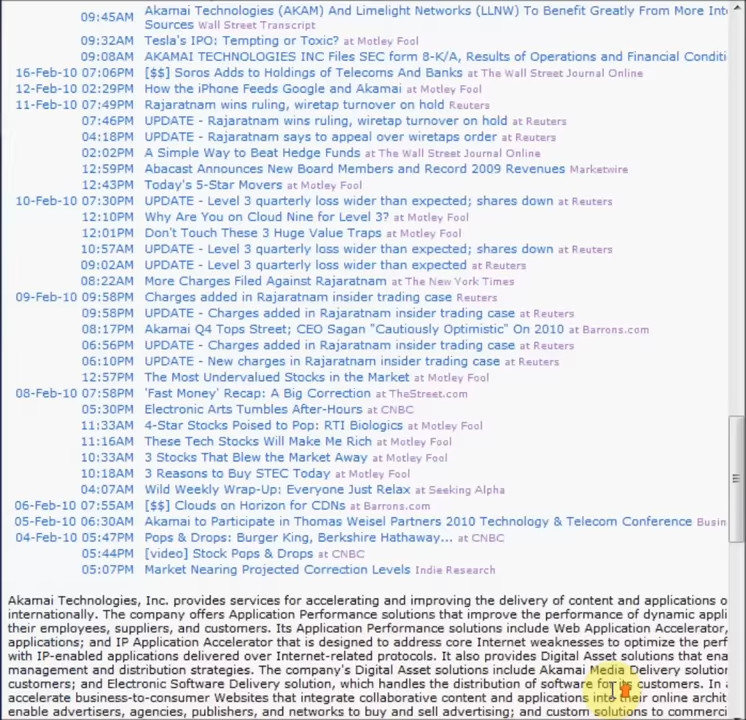 09:45AM Akamai Technologies (AKAM) And Limelight Networks (LLNW) To Benefit Greatly From More Inte
Sources Wall Street Transcript
09:32AM Tesla's IPO: Tempting or Toxic? at Motley Fool
09:08AM AKAMAI TECHNOLOGIES INC Files SEC form 8-K/A, Results of Operations and Financial Conditi
16-Feb-10 07:06PM [$$] Soros Adds to Holdings of Telecoms And Banks at The Wall Street Journal Online
12-Feb-10 02:29PM How the iPhone Feeds Google and Akamai at Motley Fool
11-Feb-10 07:49PM Rajaratnam wins ruling, wiretap turnover on hold Reuters
07:46PM UPDATE - Rajaratnam wins ruling, wiretap turnover on hold at Reuters
04:18PM UPDATE - Rajaratnam says to appeal over wiretaps order at Reuters
02:02PM A Simple Way to Beat Hedge Funds at The Wall Street Journal Online
12:59PM Abacast Announces New Board Members and Record 2009 Revenues Marketwire
12:43PM Today's 5-Star Movers at Motley Fool
10-Feb-10 07:30PM UPDATE - Level 3 quarterly loss wider than expected; shares down at Reuters
12:10PM Why Are You on Cloud Nine for Level 3? at Motley Fool
12:01PM Don't Touch These 3 Huge Value Traps at Motley Fool
10:57AM UPDATE - Level 3 quarterly loss wider than expected; shares down at Reuters
09:02AM UPDATE - Level 3 quarterly loss wider than expected at Reuters
08:22AM More Charges Filed Against Rajaratnam at The New York Times
09-Feb-10 09:58PM Charges added in Rajaratnam insider trading case Reuters
09:58PM UPDATE - Charges added in Rajaratnam insider trading case at Reuters
08:17PM Akamai Q4 Tops Street; CEO Sagan "Cautiously Optimistic" On 2010 at Barrons.com
06:56PM UPDATE - Charges added in Rajaratnam insider trading case at Reuters
06:10PM UPDATE - New charges in Rajaratnam insider trading case at Reuters
12:57PM The Most Undervalued Stocks in the Market at Motley Fool
08-Feb-10 07:58PM 'Fast Money' Recap: A Big Correction at TheStreet.com
05:30PM Electronic Arts Tumbles After-Hours at CNBC
11:33AM 4-Star Stocks Poised to Pop: RTI Biologics at Motley Fool
11:16AM These Tech Stocks Will Make Me Rich at Motley Fool
10:33AM 3 Stocks That Blew the Market Away at Motley Fool
10:18AM 3 Reasons to Buy STEC Today at Motley Fool
04:07AM Wild Weekly Wrap-Up: Everyone Just Relax at Seeking Alpha
06-Feb-10 07:55AM [$$] Clouds on Horizon for CDNs at Barrons.com
05-Feb-10 06:30AM Akamai to Participate in Thomas Weisel Partners 2010 Technology & Telecom Conference Busin
04-Feb-10 05:47PM Pops & Drops: Burger King, Berkshire Hathaway... at CNBC
05:44PM [video] Stock Pops & Drops at CNBC
05:07PM Market Nearing Projected Correction Levels Indie Research
Akamai Technologies, Inc. provides services for accelerating and improving the delivery of content and applications o
internationally. The company offers Application Performance solutions that improve the performance of dynamic appli
their employees, suppliers, and customers. Its Application Performance solutions include Web Application Accelerator,
applications; and IP Application Accelerator that is designed to address core Internet weaknesses to optimize the perf
with IP-enabled applications delivered over Internet-related protocols. It also provides Digital Asset solutions that ena
management and distribution strategies. The company's Digital Asset solutions include Akamai Media Delivery solution
customers; and Electronic Software Delivery solution, which handles the distribution of software for its customers. In a
accelerate business-to-consumer Websites that integrate collaborative content and applications into their online archit
enable advertisers, agencies, publishers, and networks to buy and sell advertising; and custom solutions to commerci